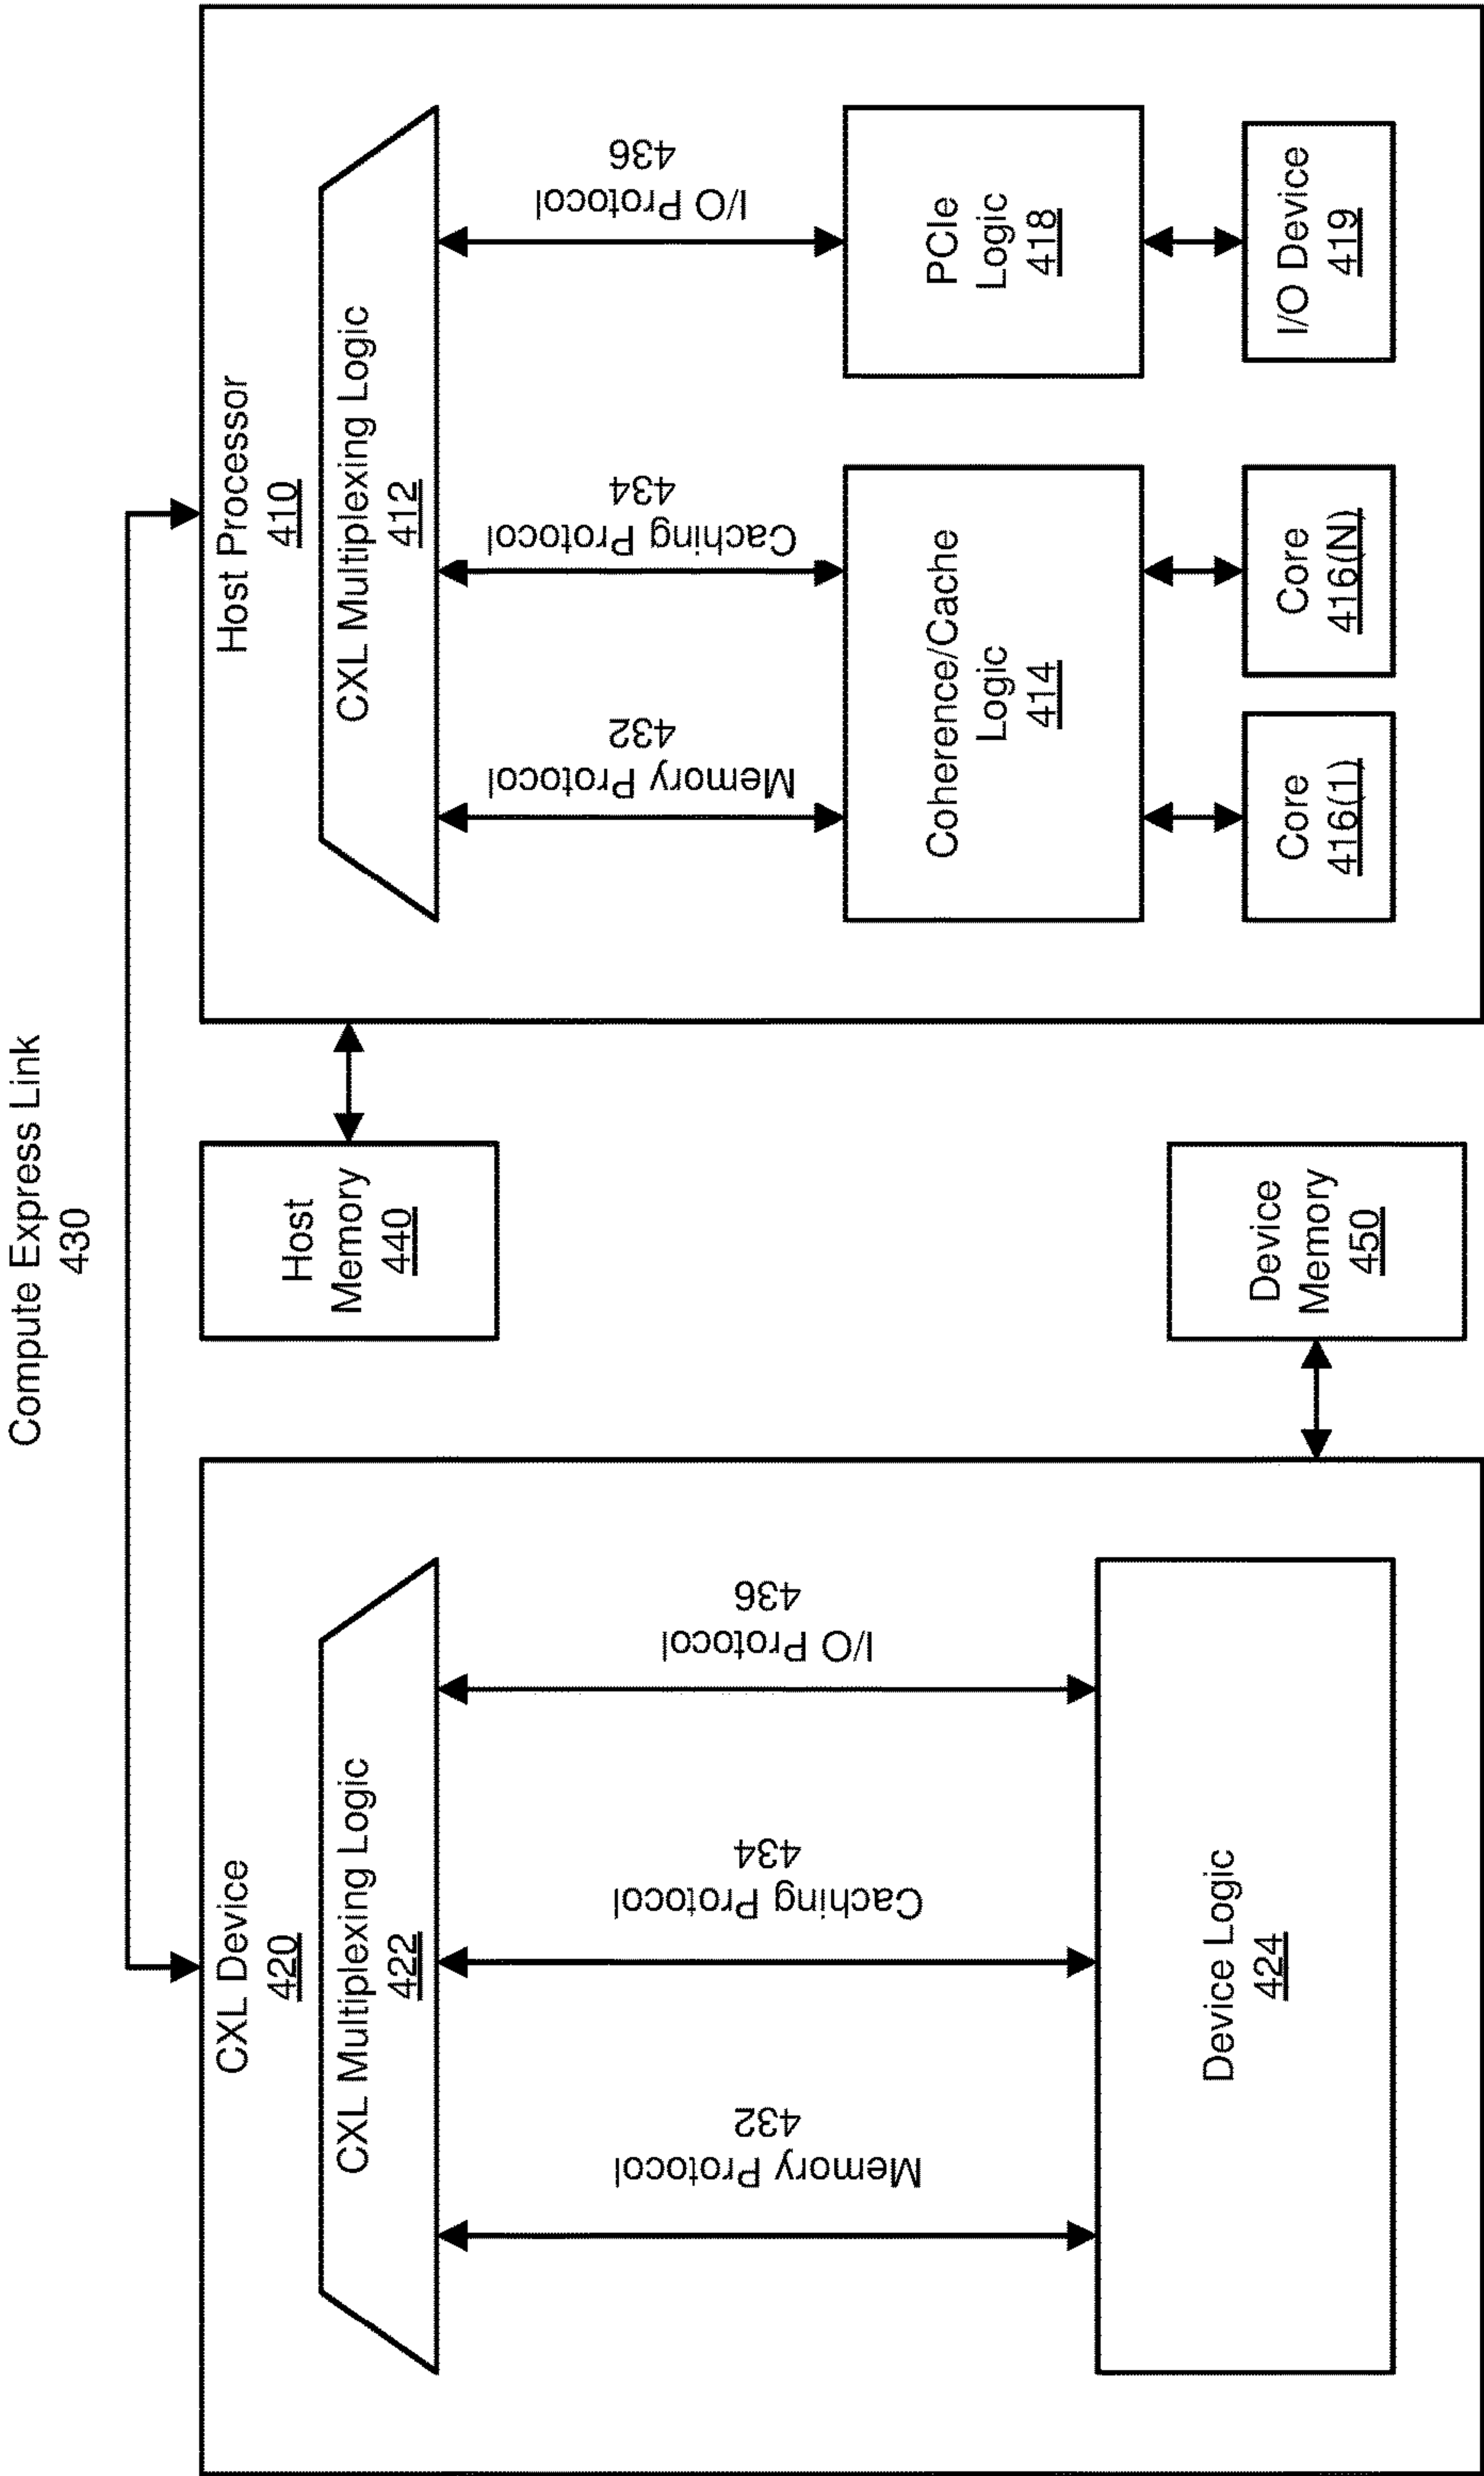 Compute Express Link
430
CXL Device
420
CXL Multiplexing Logic
422
Memory Protocol
432
Caching Protocol
434
I/O Protocol
436
Device Logic
424
Host
Memory
440
Device
Memory
450
Host Processor
410
CXL Multiplexing Logic
412
Memory Protocol
432
Caching Protocol
434
I/O Protocol
436
Coherence/Cache
Logic
414
PCIe
Logic
418
Core
416(1)
Core
416(N)
I/O Device
419